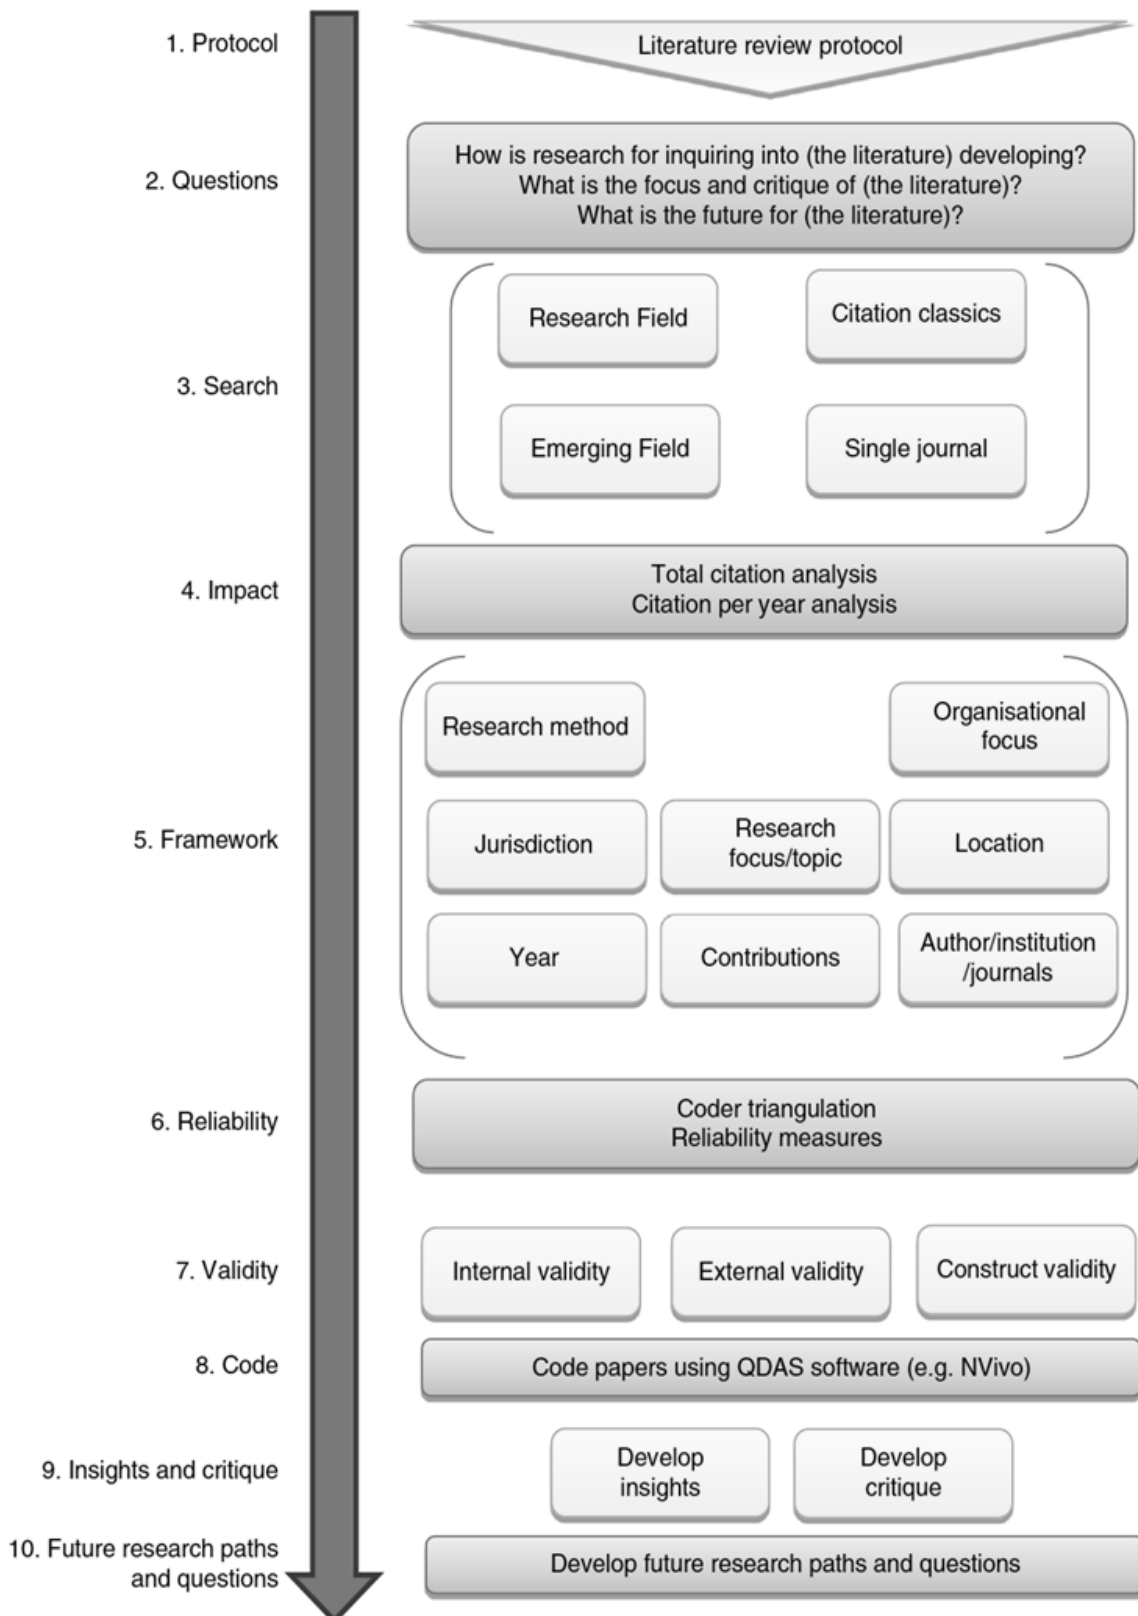 1. Protocol
Literature review protocol
2. Questions
How is research for inquiring into (the literature) developing?
What is the focus and critique of (the literature)?
What is the future for (the literature)?
3. Search
Research Field
Citation classics
Emerging Field
Single journal
4. Impact
Total citation analysis
Citation per year analysis
5. Framework
Research method
Organisational
focus
Jurisdiction
Research
focus/topic
Location
Year
Contributions
Author/institution
/journals
6. Reliability
Coder triangulation
Reliability measures
7. Validity
Internal validity
External validity
Construct validity
8. Code
Code papers using QDAS software (e.g. NVivo)
9. Insights and critique
Develop
insights
Develop
critique
10. Future research paths
and questions
Develop future research paths and questions